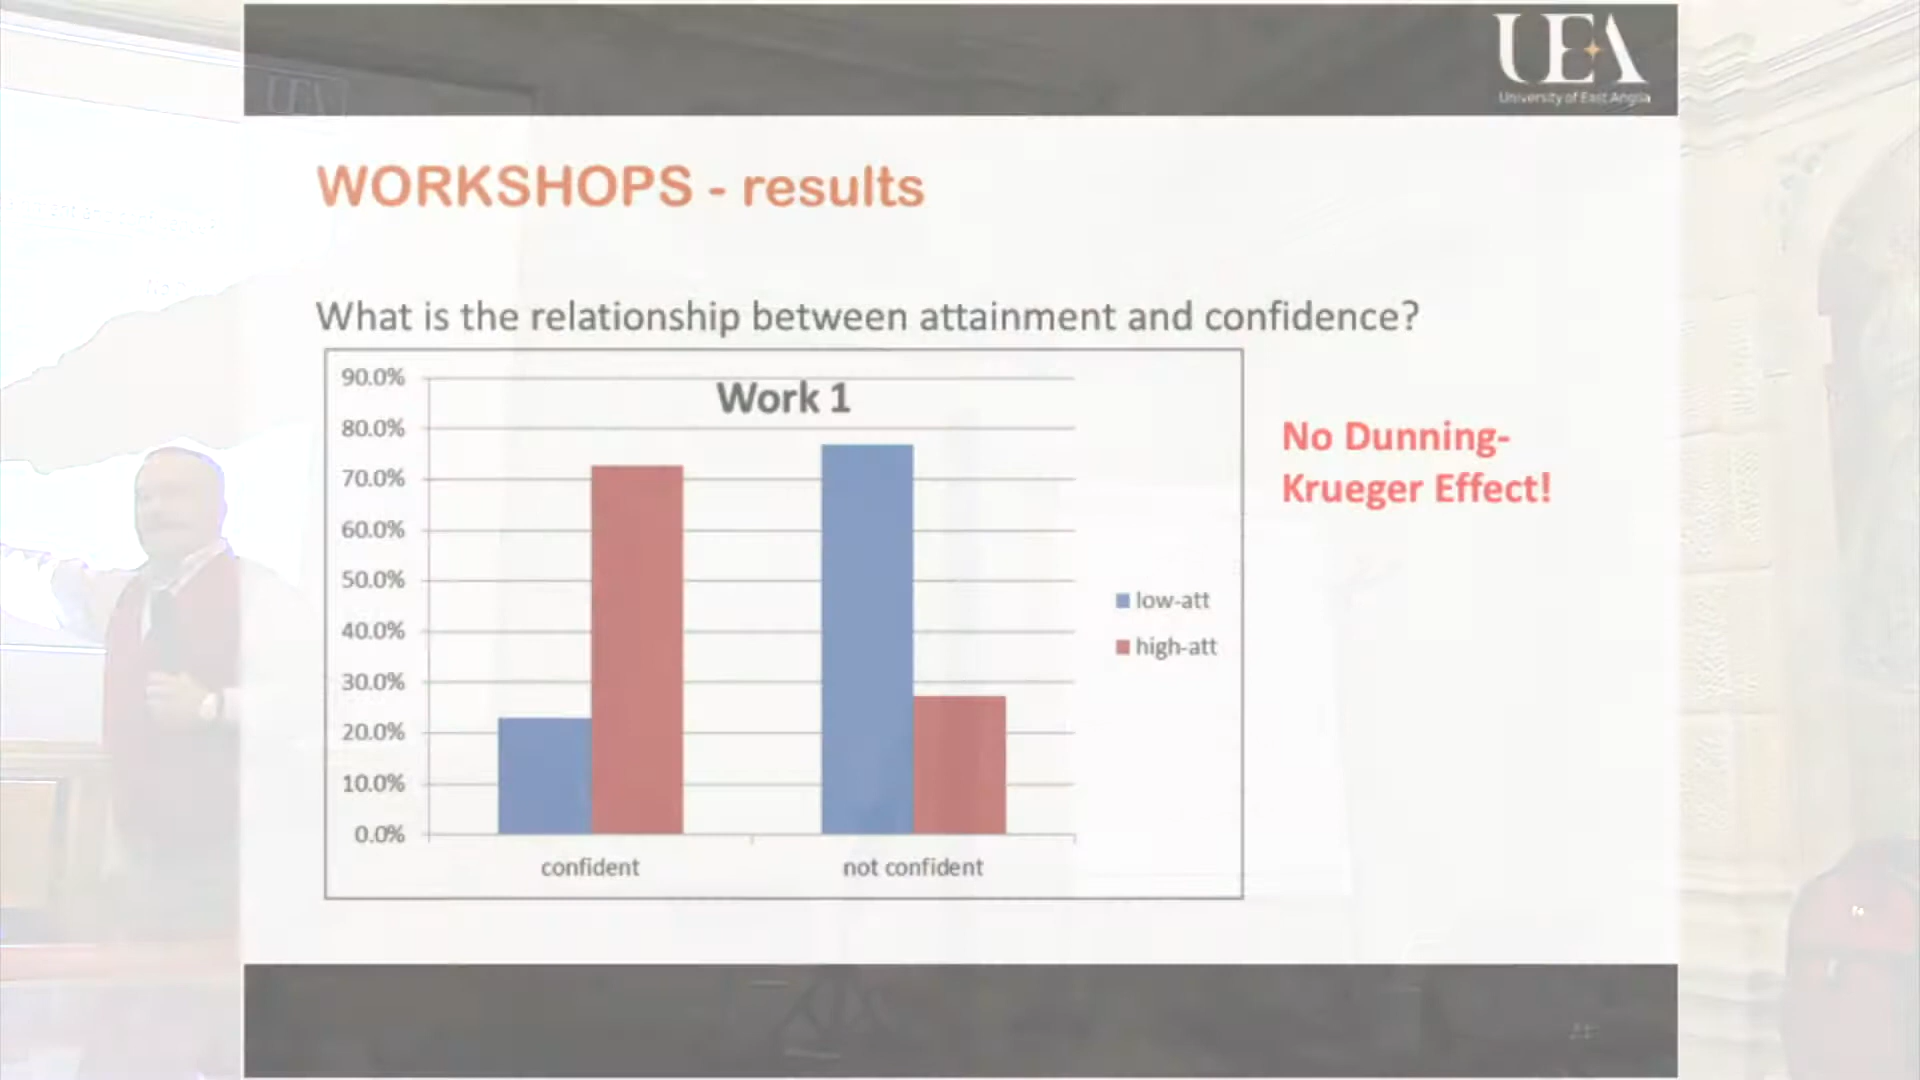 UEA
University of East Anglia
WORKSHOPS - results
What is the relationship between attainment and confidence?
Work 1
90.0%
80.0%
70.0%
60.0%
50.0%
40.0%
30.0%
20.0%
10.0%
0.0%
confident
not confident
low-att
high-att
No Dunning-
Krueger Effect!
UEA